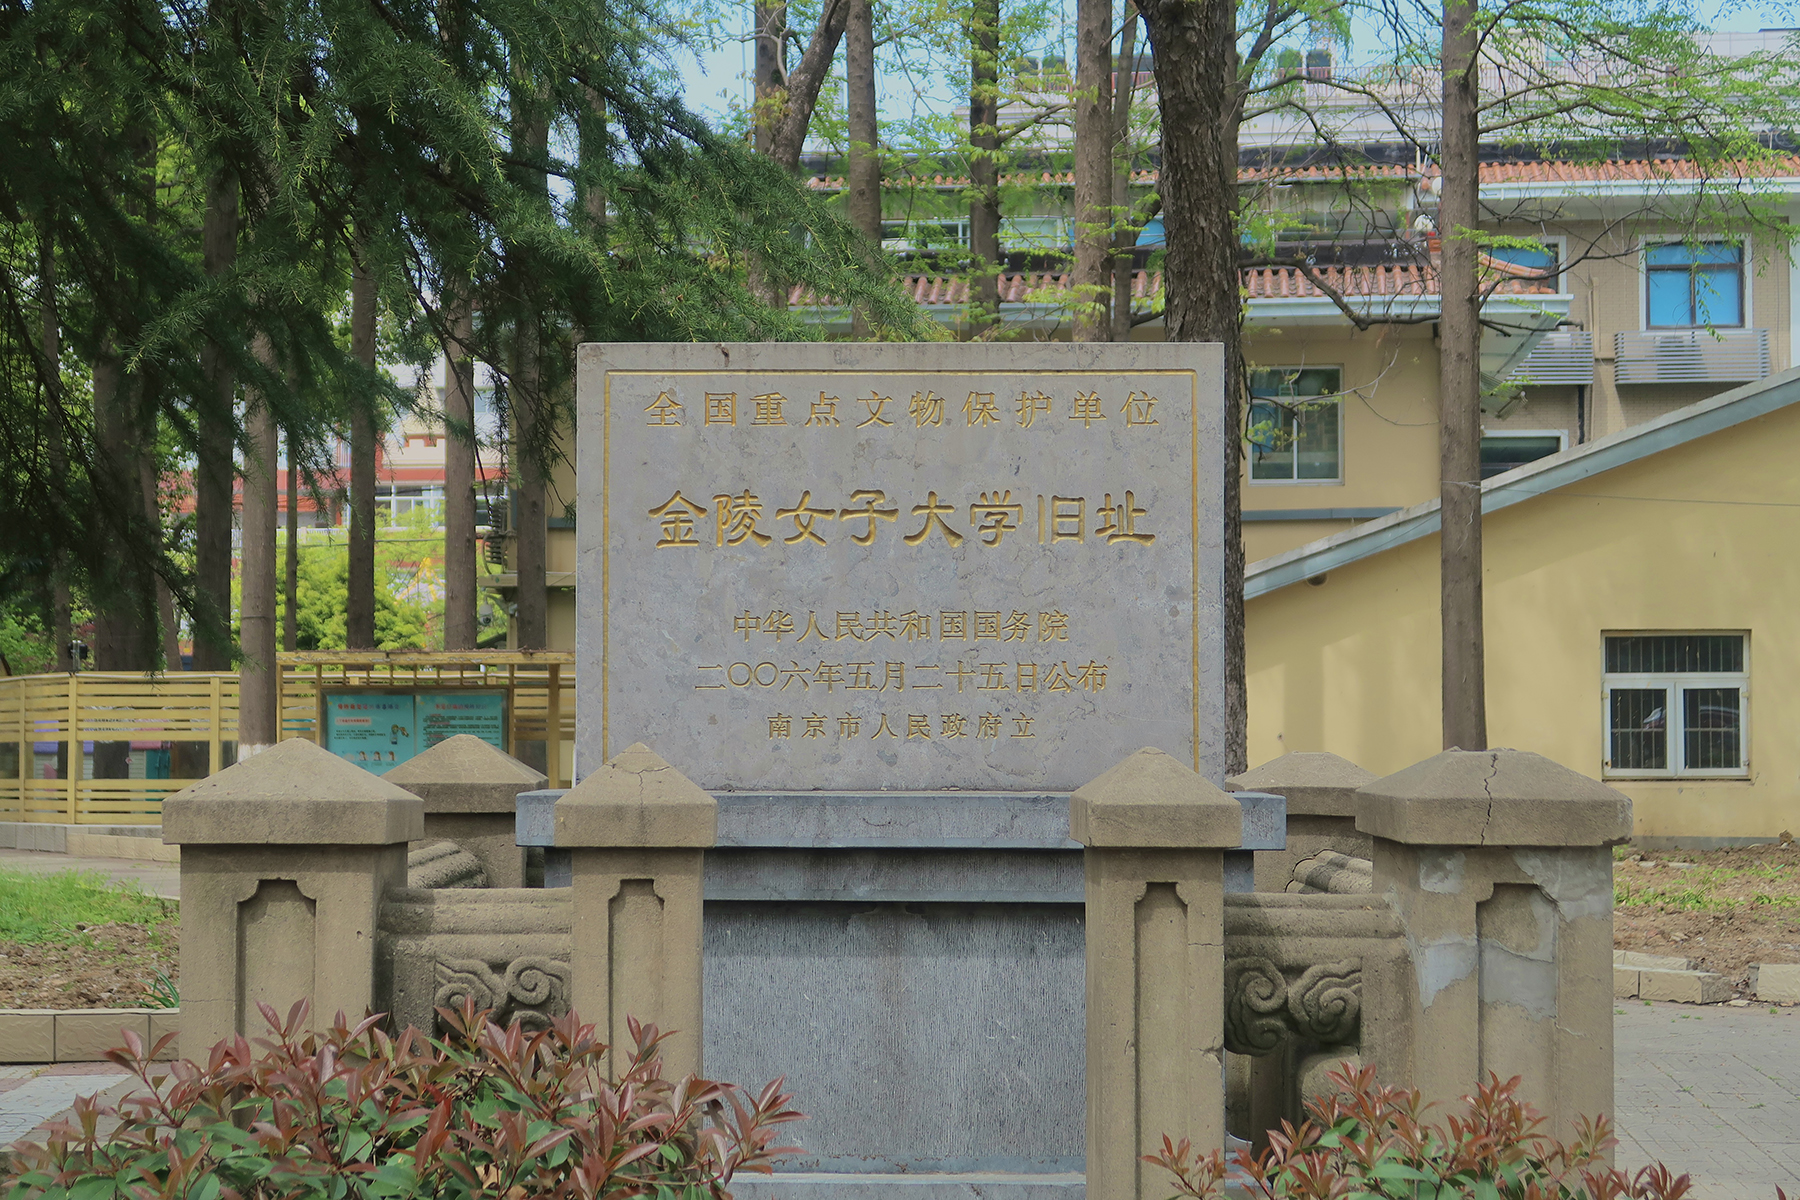 全国重点文物保护单位
金陵女子大学旧址
中华人民共和国国务院
二〇〇六年五月二十五日公布
南京市人民政府立